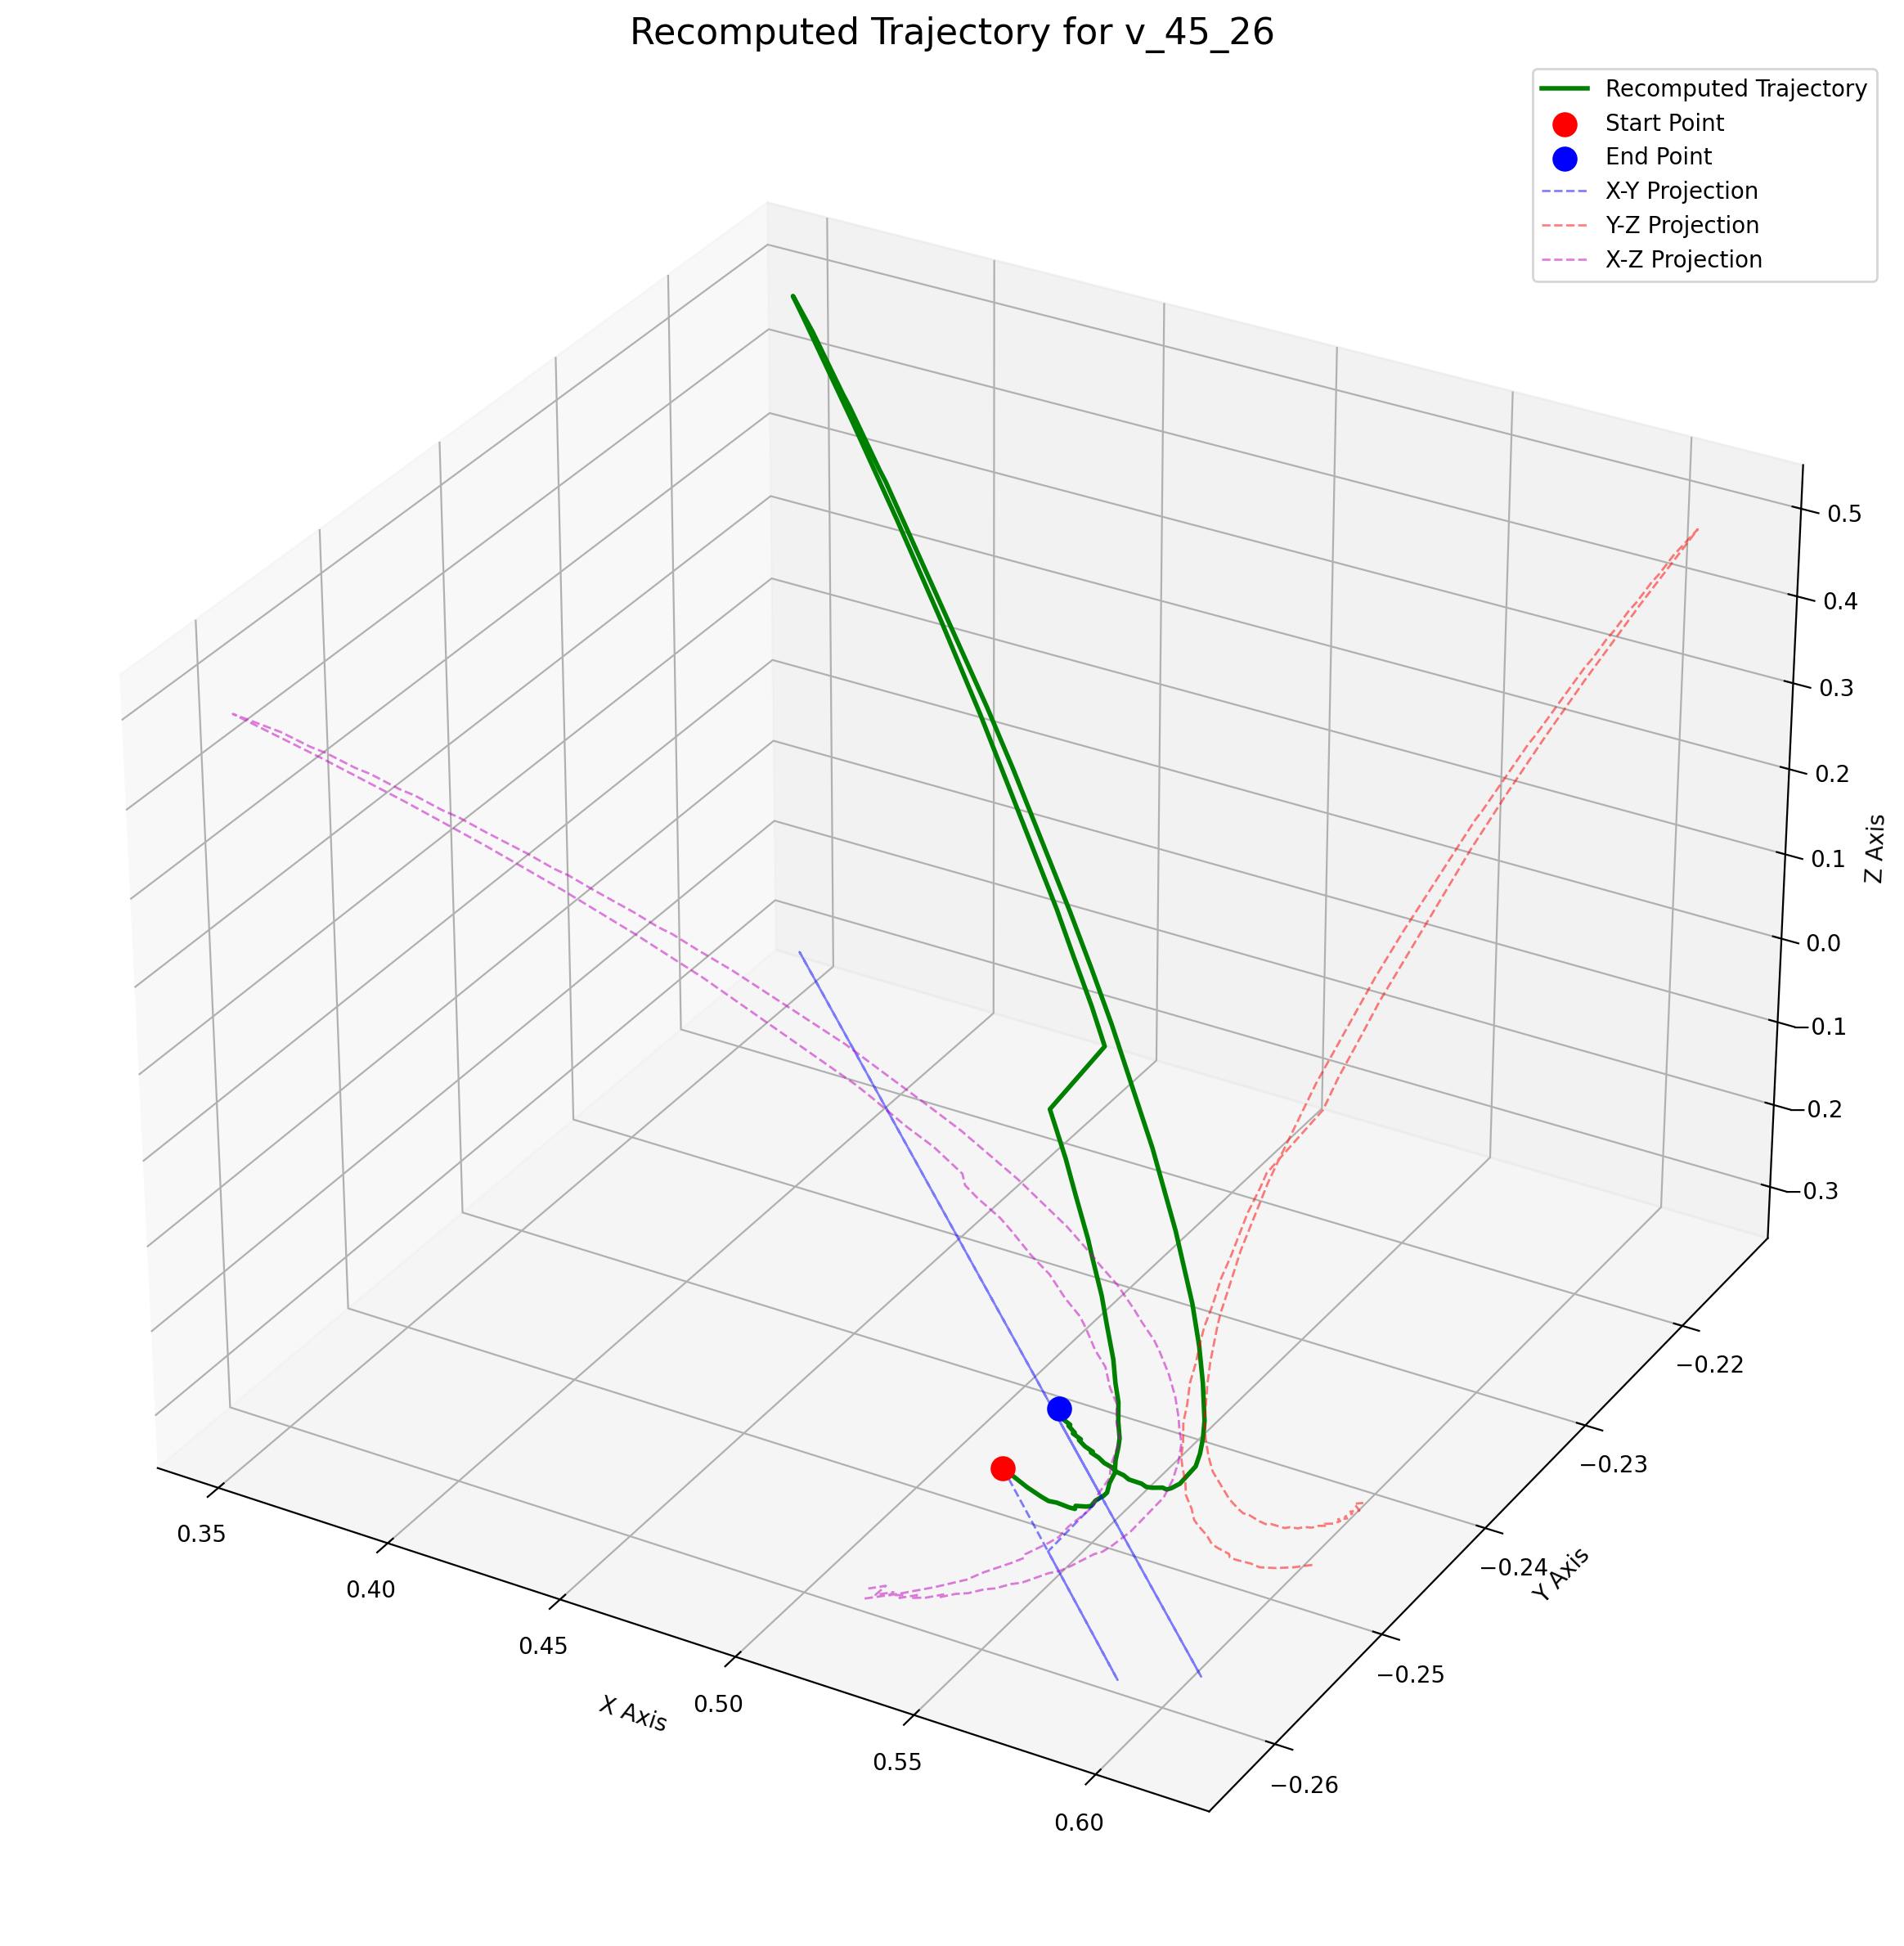 Recomputed Trajectory for v_45_26
Recomputed Trajectory
Start Point
End Point
X-Y Projection
Y-Z Projection
X-Z Projection
0.5
0.4
0.3
0.2
0.1
0.0
−0.1
−0.2
−0.3
Z Axis
−0.22
−0.23
−0.24
−0.25
−0.26
Y Axis
0.35
0.40
0.45
0.50
0.55
0.60
X Axis